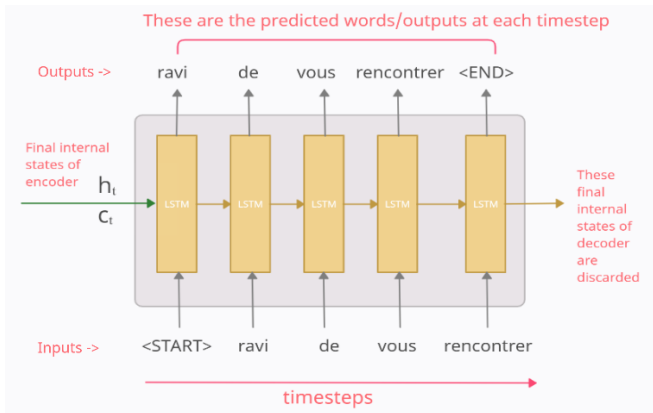 These are the predicted words/outputs at each timestep
Outputs -> ravi de vous rencontrer <END>
Final internal
states of
encoder
hₜ
cₜ
LSTM LSTM LSTM LSTM LSTM
These
final
internal
states of
decoder
are
discarded
Inputs -> <START> ravi de vous rencontrer
timesteps